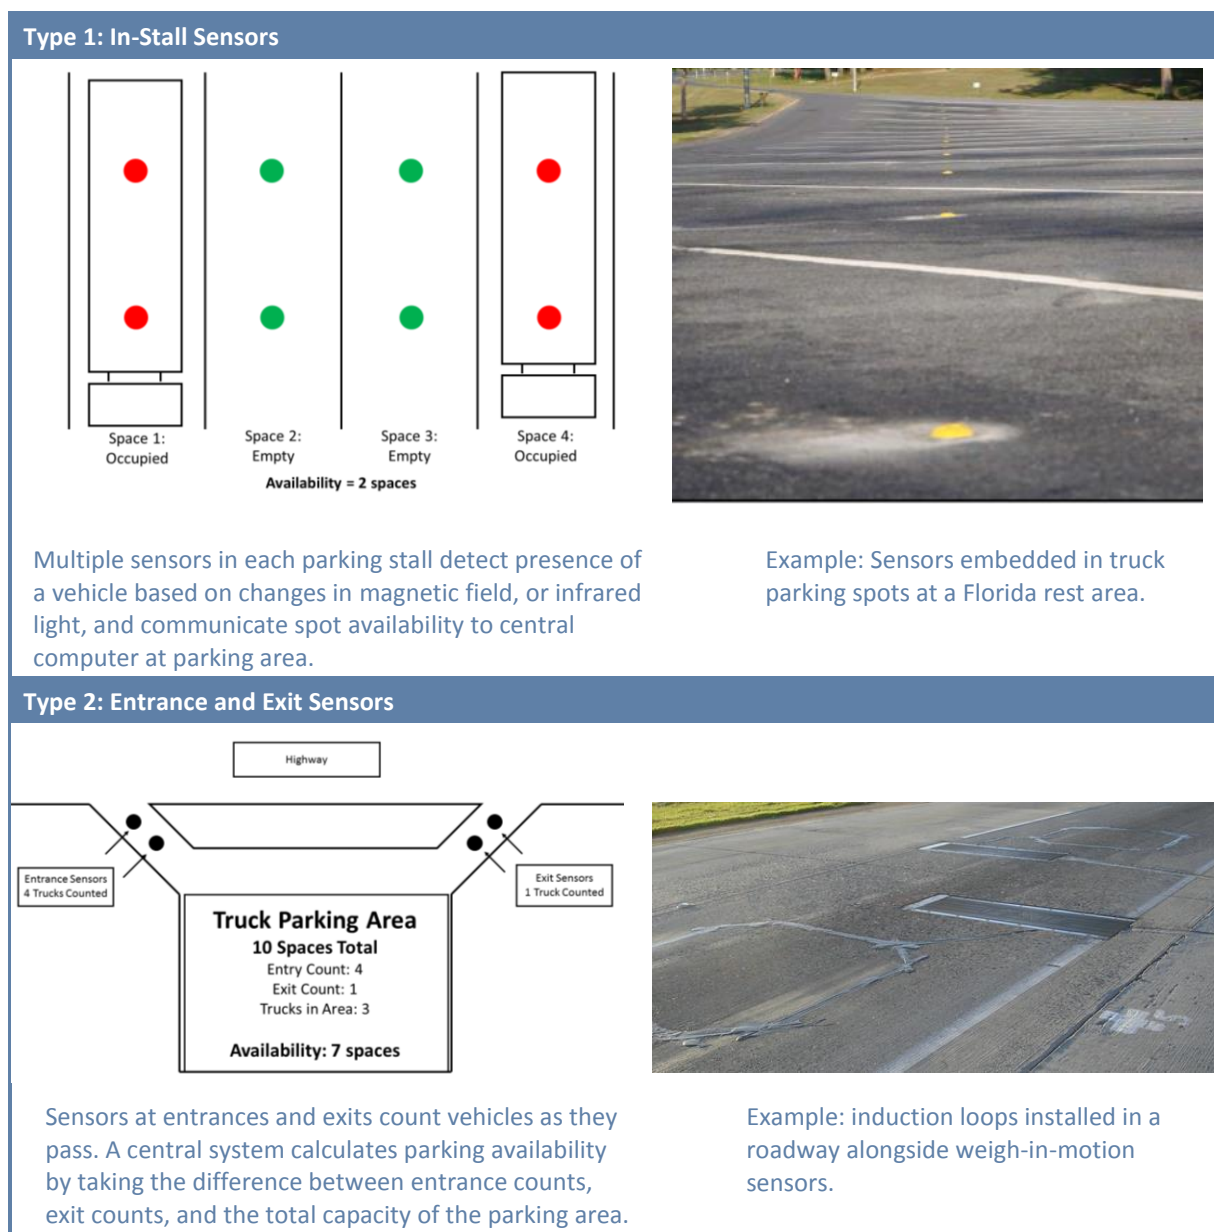 Type 1: In-Stall Sensors
Space 1:
Occupied
Space 2:
Empty
Space 3:
Empty
Space 4:
Occupied
Availability = 2 spaces
Multiple sensors in each parking stall detect presence of
a vehicle based on changes in magnetic field, or infrared
light, and communicate spot availability to central
computer at parking area.
Example: Sensors embedded in truck
parking spots at a Florida rest area.
Type 2: Entrance and Exit Sensors
Highway
Entrance Sensors
4 Trucks Counted
Exit Sensors
1 Truck Counted
Truck Parking Area
10 Spaces Total
Entry Count: 4
Exit Count: 1
Trucks in Area: 3
Availability: 7 spaces
Sensors at entrances and exits count vehicles as they
pass. A central system calculates parking availability
by taking the difference between entrance counts,
exit counts, and the total capacity of the parking area.
Example: induction loops installed in a
roadway alongside weigh-in-motion
sensors.